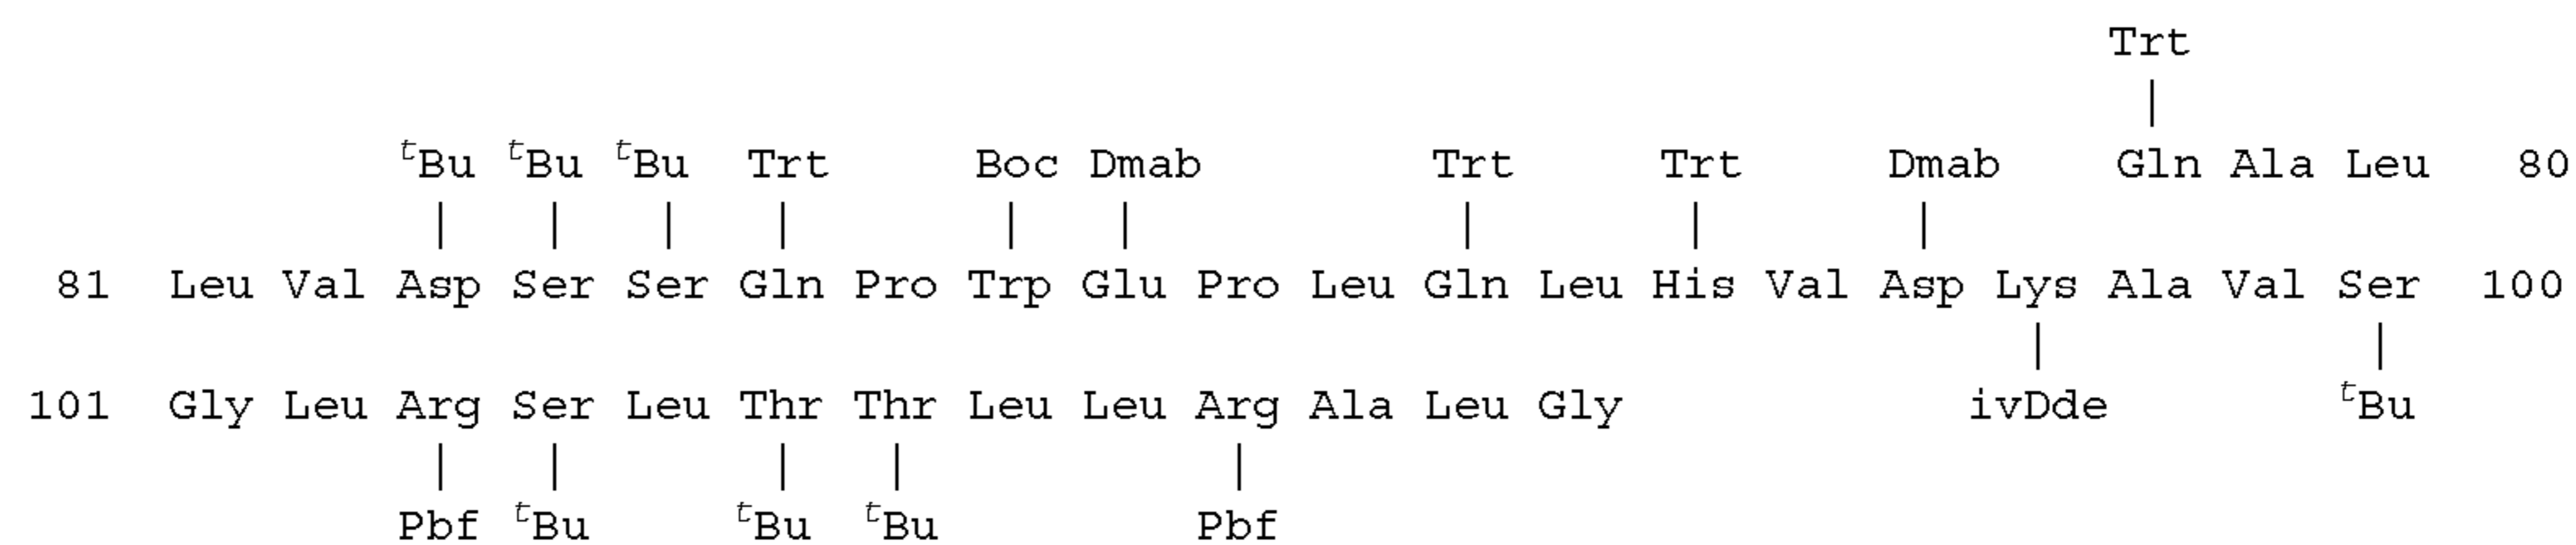 Trt
|
tBu tBu tBu Trt Boc Dmab Trt Trt Dmab Gln Ala Leu 80
| | | | | | | | |
81 Leu Val Asp Ser Ser Gln Pro Trp Glu Pro Leu Gln Leu His Val Asp Lys Ala Val Ser 100
| |
101 Gly Leu Arg Ser Leu Thr Thr Leu Leu Arg Ala Leu Gly ivDde tBu
| | | | |
Pbf tBu tBu tBu Pbf